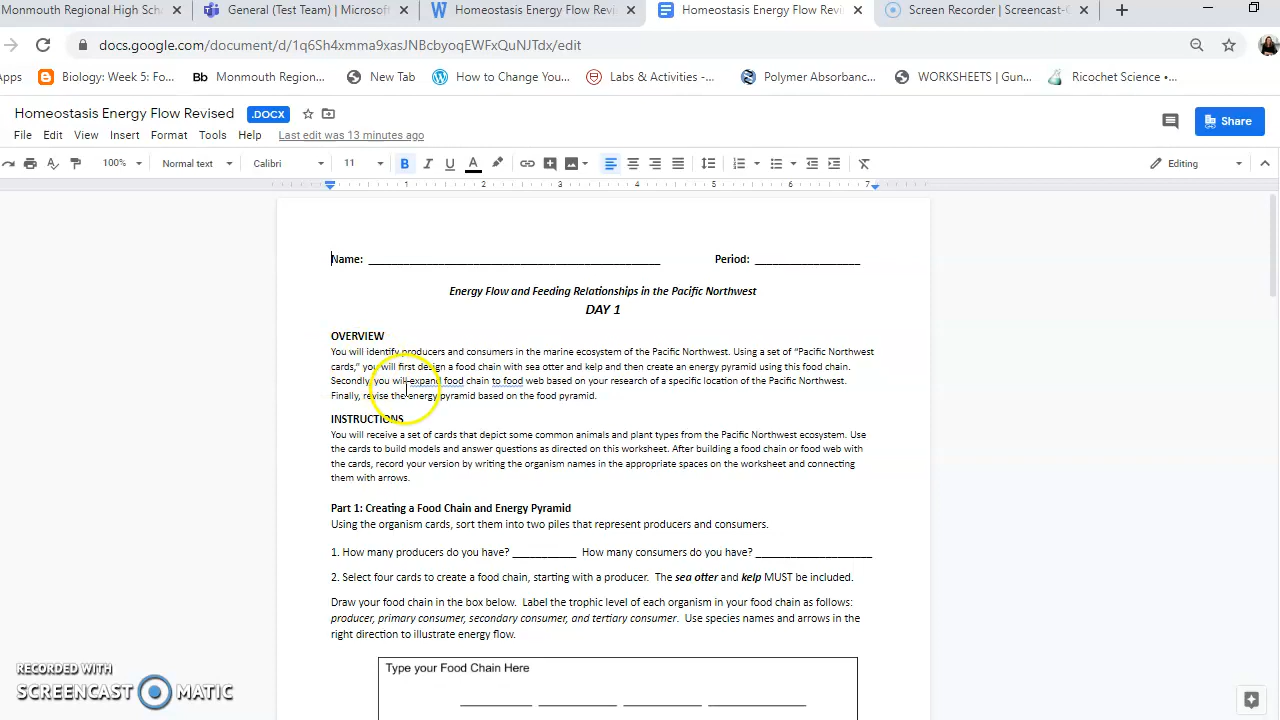 Monmouth Regional High Scho
General (Test Team) | Microsoft
Homeostasis Energy Flow Revi
Homeostasis Energy Flow Revise
Screen Recorder | Screencast-O
docs.google.com/document/d/1q6Sh4xmma9xasJNBcbyoqEWFxQuNJTdx/edit
Apps
Biology: Week 5: Fo...
Bb Monmouth Region...
New Tab
How to Change You...
Labs & Activities -...
Polymer Absorbanc...
WORKSHEETS | Gun...
Ricochet Science •...
Homeostasis Energy Flow Revised .DOCX
Share
File Edit View Insert Format Tools Help Last edit was 13 minutes ago
100% Normal text Calibri 11 B I U A Editing
1 2 3 4 5 6 7
Name: ___ Period: ___
Energy Flow and Feeding Relationships in the Pacific Northwest
DAY 1
OVERVIEW
You will identify producers and consumers in the marine ecosystem of the Pacific Northwest. Using a set of “Pacific Northwest
cards,” you will first design a food chain with sea otter and kelp and then create an energy pyramid using this food chain.
Secondly, you will expand food chain to food web based on your research of a specific location of the Pacific Northwest.
Finally, revise the energy pyramid based on the food pyramid.
INSTRUCTIONS
You will receive a set of cards that depict some common animals and plant types from the Pacific Northwest ecosystem. Use
the cards to build models and answer questions as directed on this worksheet. After building a food chain or food web with
the cards, record your version by writing the organism names in the appropriate spaces on the worksheet and connecting
them with arrows.
Part 1: Creating a Food Chain and Energy Pyramid
Using the organism cards, sort them into two piles that represent producers and consumers.
1. How many producers do you have? ___ How many consumers do you have? ___
2. Select four cards to create a food chain, starting with a producer. The sea otter and kelp MUST be included.
Draw your food chain in the box below. Label the trophic level of each organism in your food chain as follows:
producer, primary consumer, secondary consumer, and tertiary consumer. Use species names and arrows in the
right direction to illustrate energy flow.
Type your Food Chain Here
RECORDED WITH
SCREENCAST MATIC